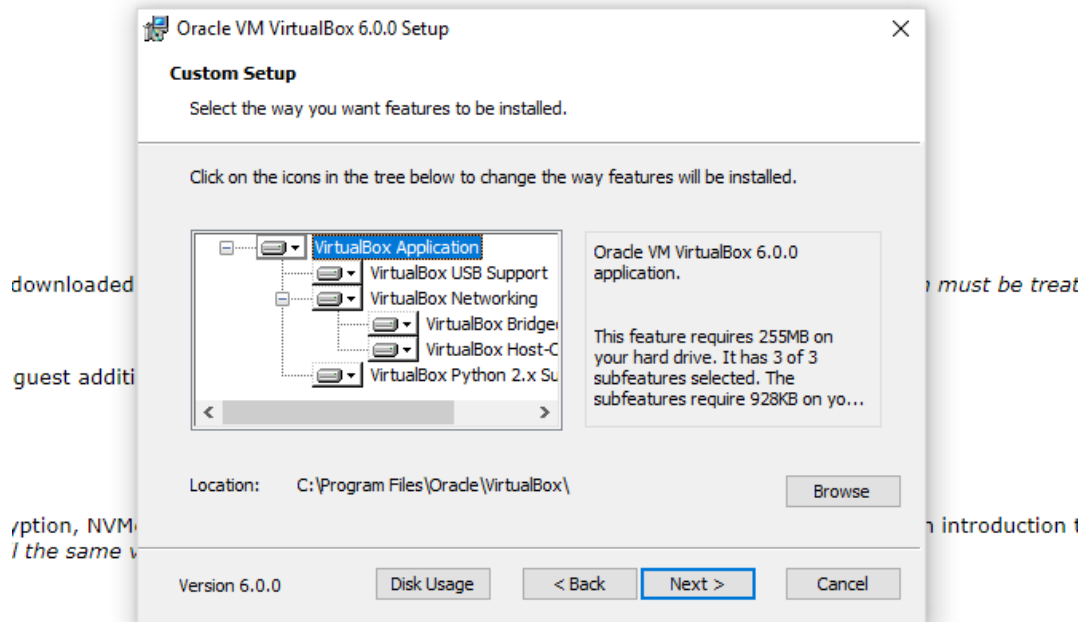 Oracle VM VirtualBox 6.0.0 Setup
Custom Setup
Select the way you want features to be installed.
Click on the icons in the tree below to change the way features will be installed.
VirtualBox Application
VirtualBox USB Support
VirtualBox Networking
VirtualBox Bridge
VirtualBox Host-C
VirtualBox Python 2.x Su
Oracle VM VirtualBox 6.0.0
application.
This feature requires 255MB on
your hard drive. It has 3 of 3
subfeatures selected. The
subfeatures require 928KB on yo...
downloaded
must be treat
guest additi
Location: C:\Program Files\Oracle\VirtualBox\
Browse
yption, NVM
introduction t
the same
Version 6.0.0
Disk Usage
< Back
Next >
Cancel